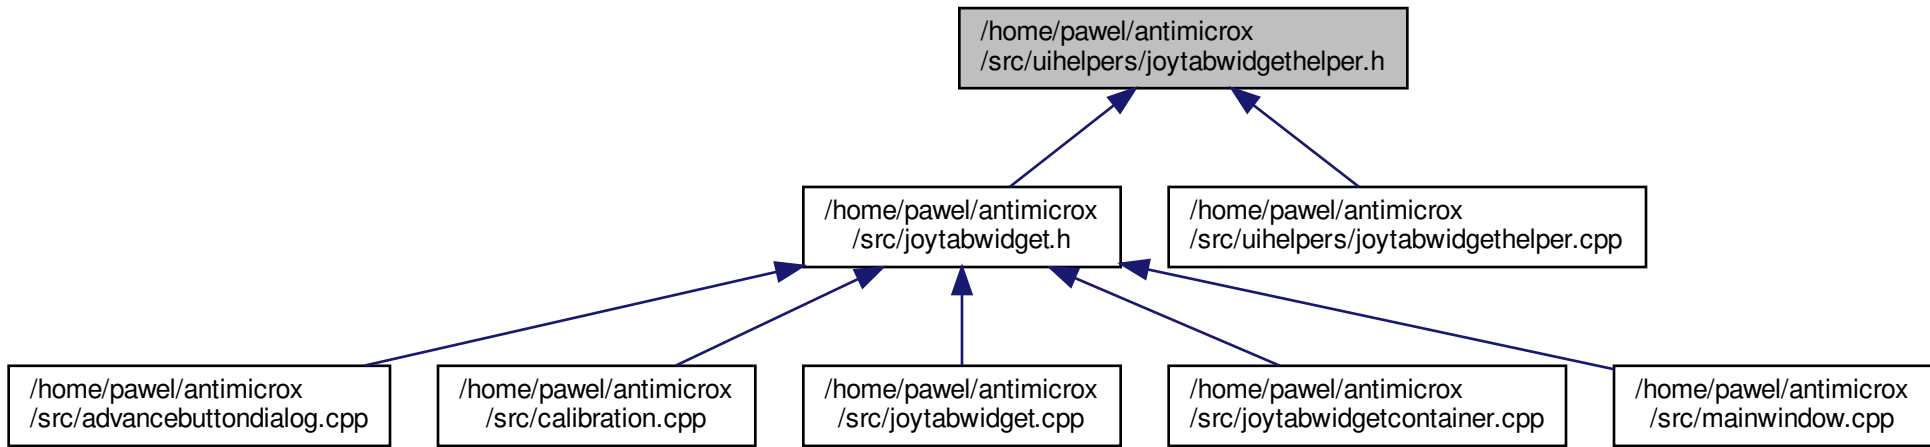 /home/pawel/antimicrox
/src/uihelpers/joytabwidgethelper.h
/home/pawel/antimicrox
/src/joytabwidget.h
/home/pawel/antimicrox
/src/uihelpers/joytabwidgethelper.cpp
/home/pawel/antimicrox
/src/advancebuttondialog.cpp
/home/pawel/antimicrox
/src/calibration.cpp
/home/pawel/antimicrox
/src/joytabwidget.cpp
/home/pawel/antimicrox
/src/joytabwidgetcontainer.cpp
/home/pawel/antimicrox
/src/mainwindow.cpp